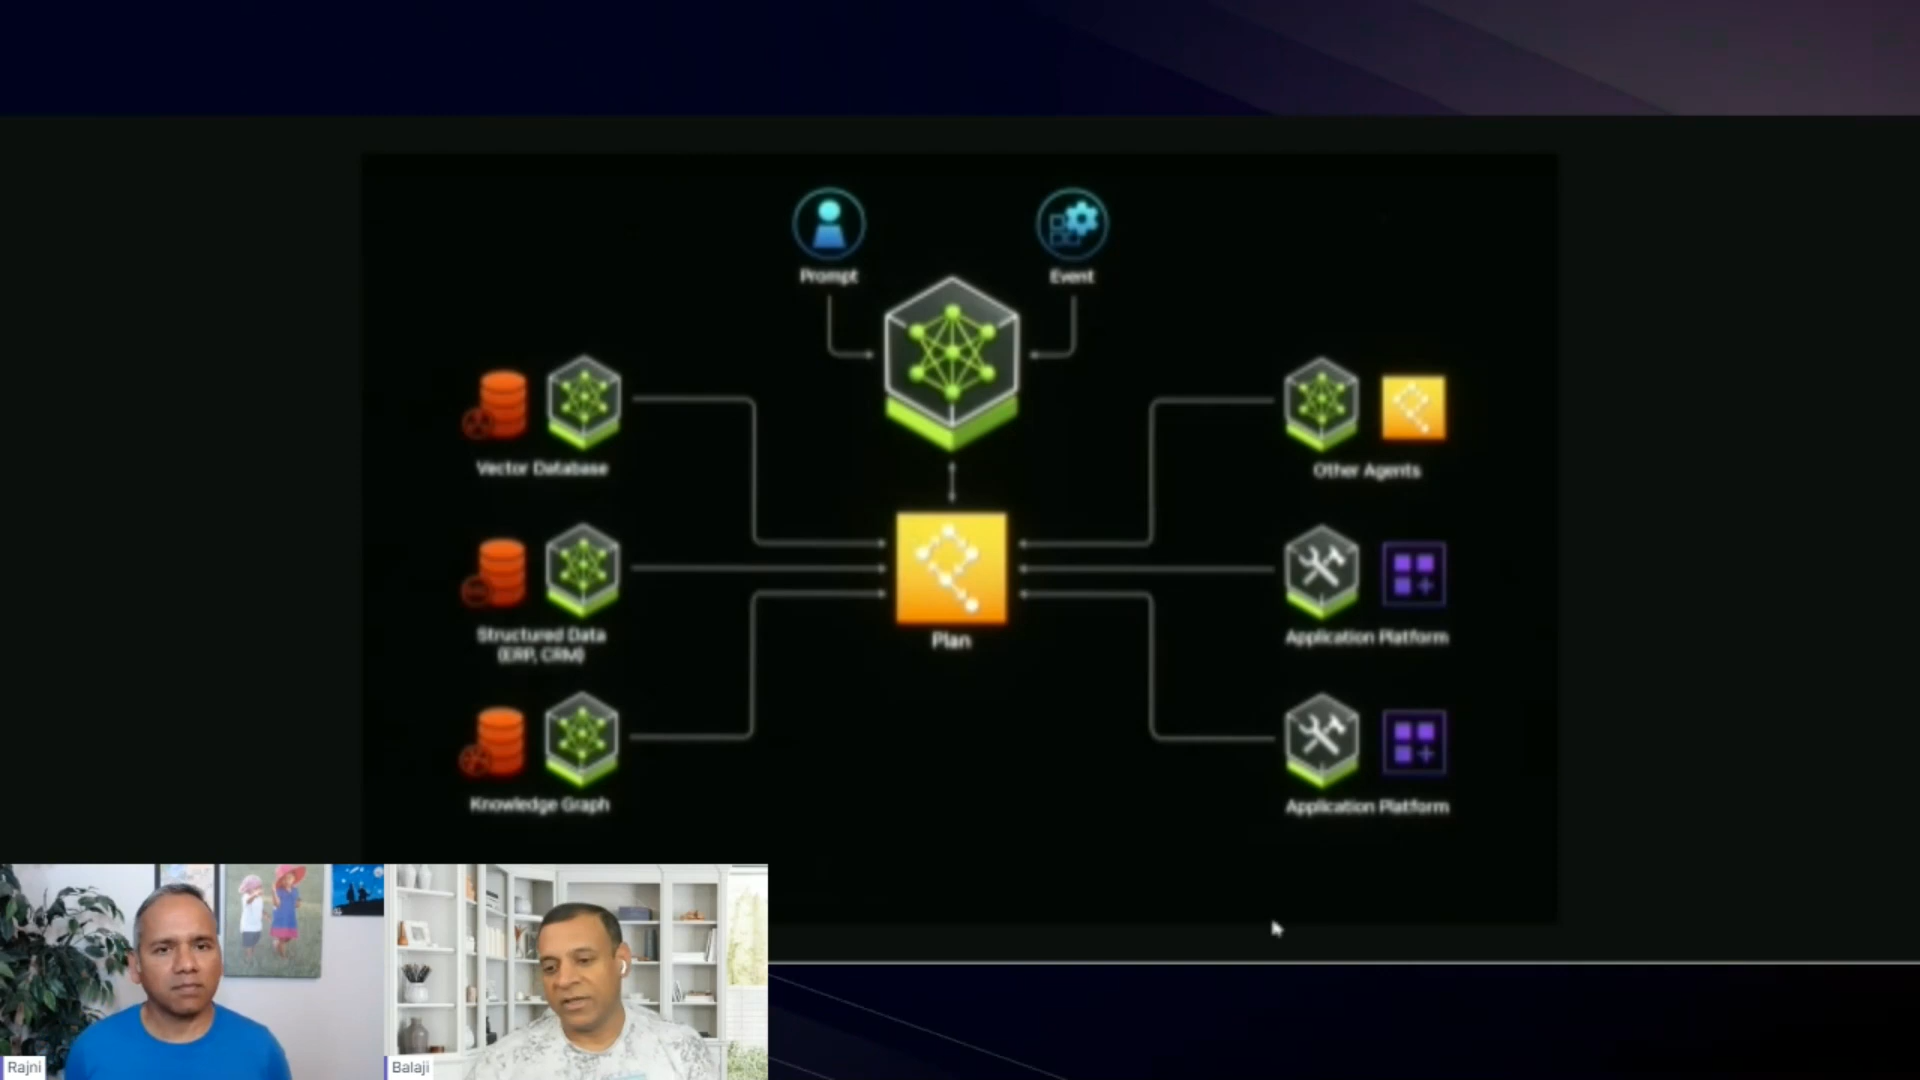 Prompt
Event
Vector Database
Other Agents
Structured Data
(ERP, CRM)
Plan
Application Platform
Knowledge Graph
Application Platform
Rajni
Balaji